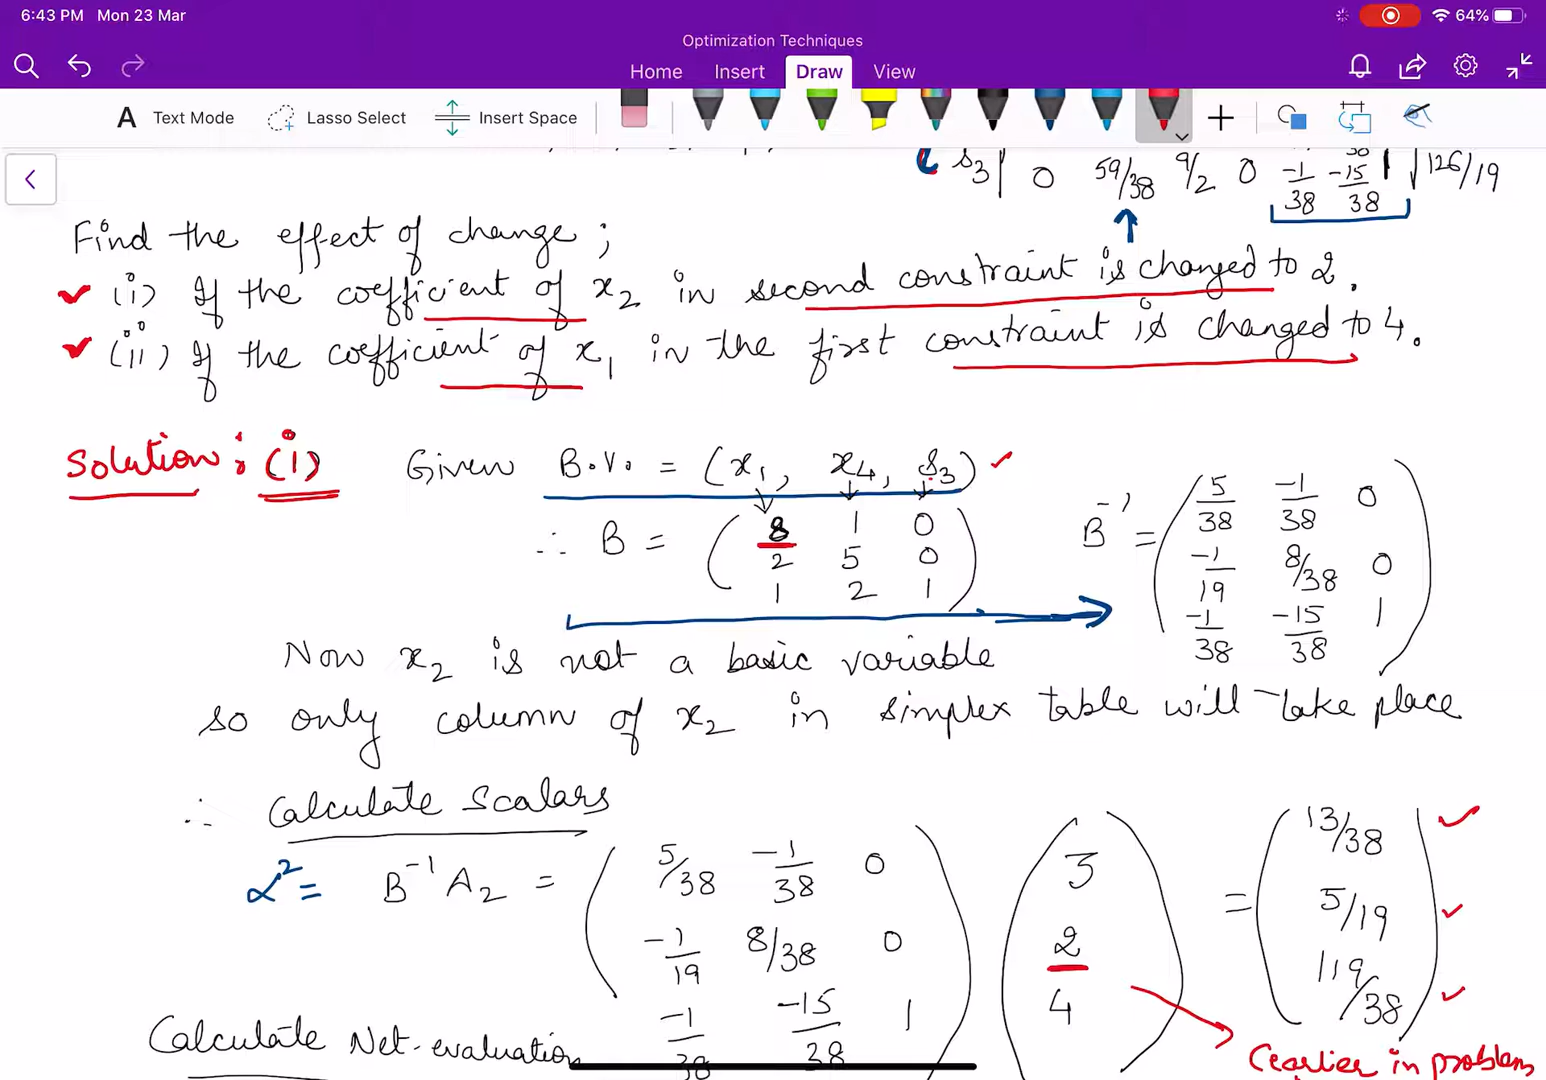 6:43 PM Mon 23 Mar
64%
Optimization Techniques
Home Insert Draw View
A Text Mode Lasso Select Insert Space
s3 | 0 59/38 9/2 0 -1/38 -15/38 1 | 126/19
Find the effect of change ;
(i) If the coefficient of x2 in second constraint is changed to 2.
(ii) If the coefficient of x1 in the first constraint is changed to 4.
Solution : (i) Given B.V. = (x1, x4, s3)
∴ B = ( 8 1 0
2 5 0
1 2 1 )
B^-1 = ( 5/38 -1/38 0
-1/19 8/38 0
-1/38 -15/38 1 )
Now x2 is not a basic variable
so only column of x2 in simplex table will take place
∴ Calculate Scalars
α^2 = B^-1 A2 = ( 5/38 -1/38 0
-1/19 8/38 0
-1/38 -15/38 1
3
2
4
= ( 13/38
5/19
119/38 )
Calculate Net-evaluation
(earlier in problem